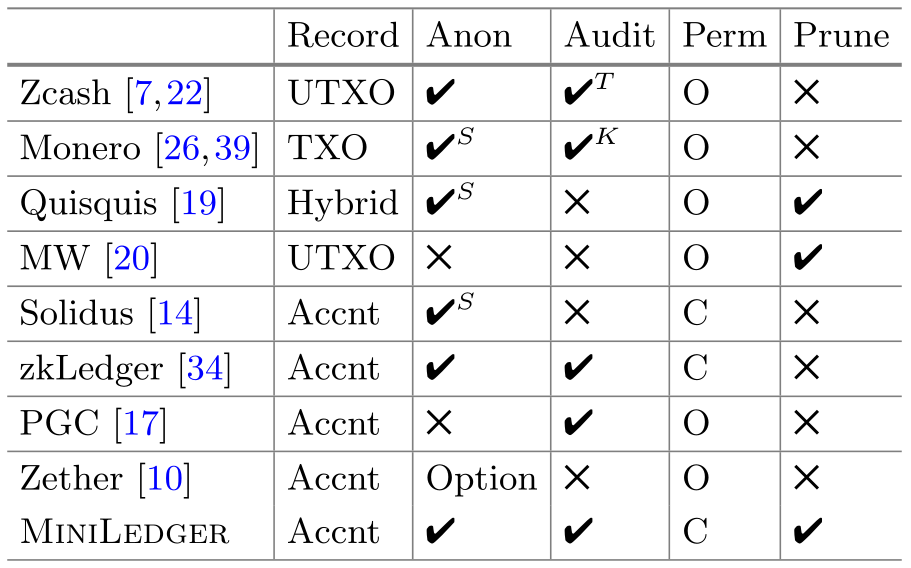 Record Anon Audit Perm Prune
Zcash [7,22] UTXO ✔ ✔T O ×
Monero [26,39] TXO ✔S ✔K O ×
Quisquis [19] Hybrid ✔S × O ✔
MW [20] UTXO × × O ✔
Solidus [14] Accnt ✔S × C ×
zkLedger [34] Accnt ✔ ✔ C ×
PGC [17] Accnt × ✔ O ×
Zether [10] Accnt Option × O ×
MINILEDGER Accnt ✔ ✔ C ✔